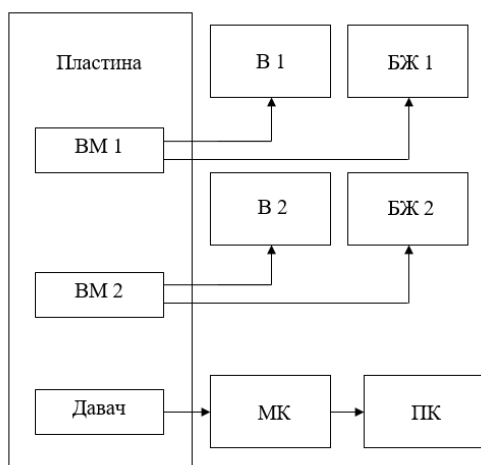 В 1
БЖ 1
Пластина
ВМ 1
В 2
БЖ 2
ВМ 2
Давач
МК
ПК